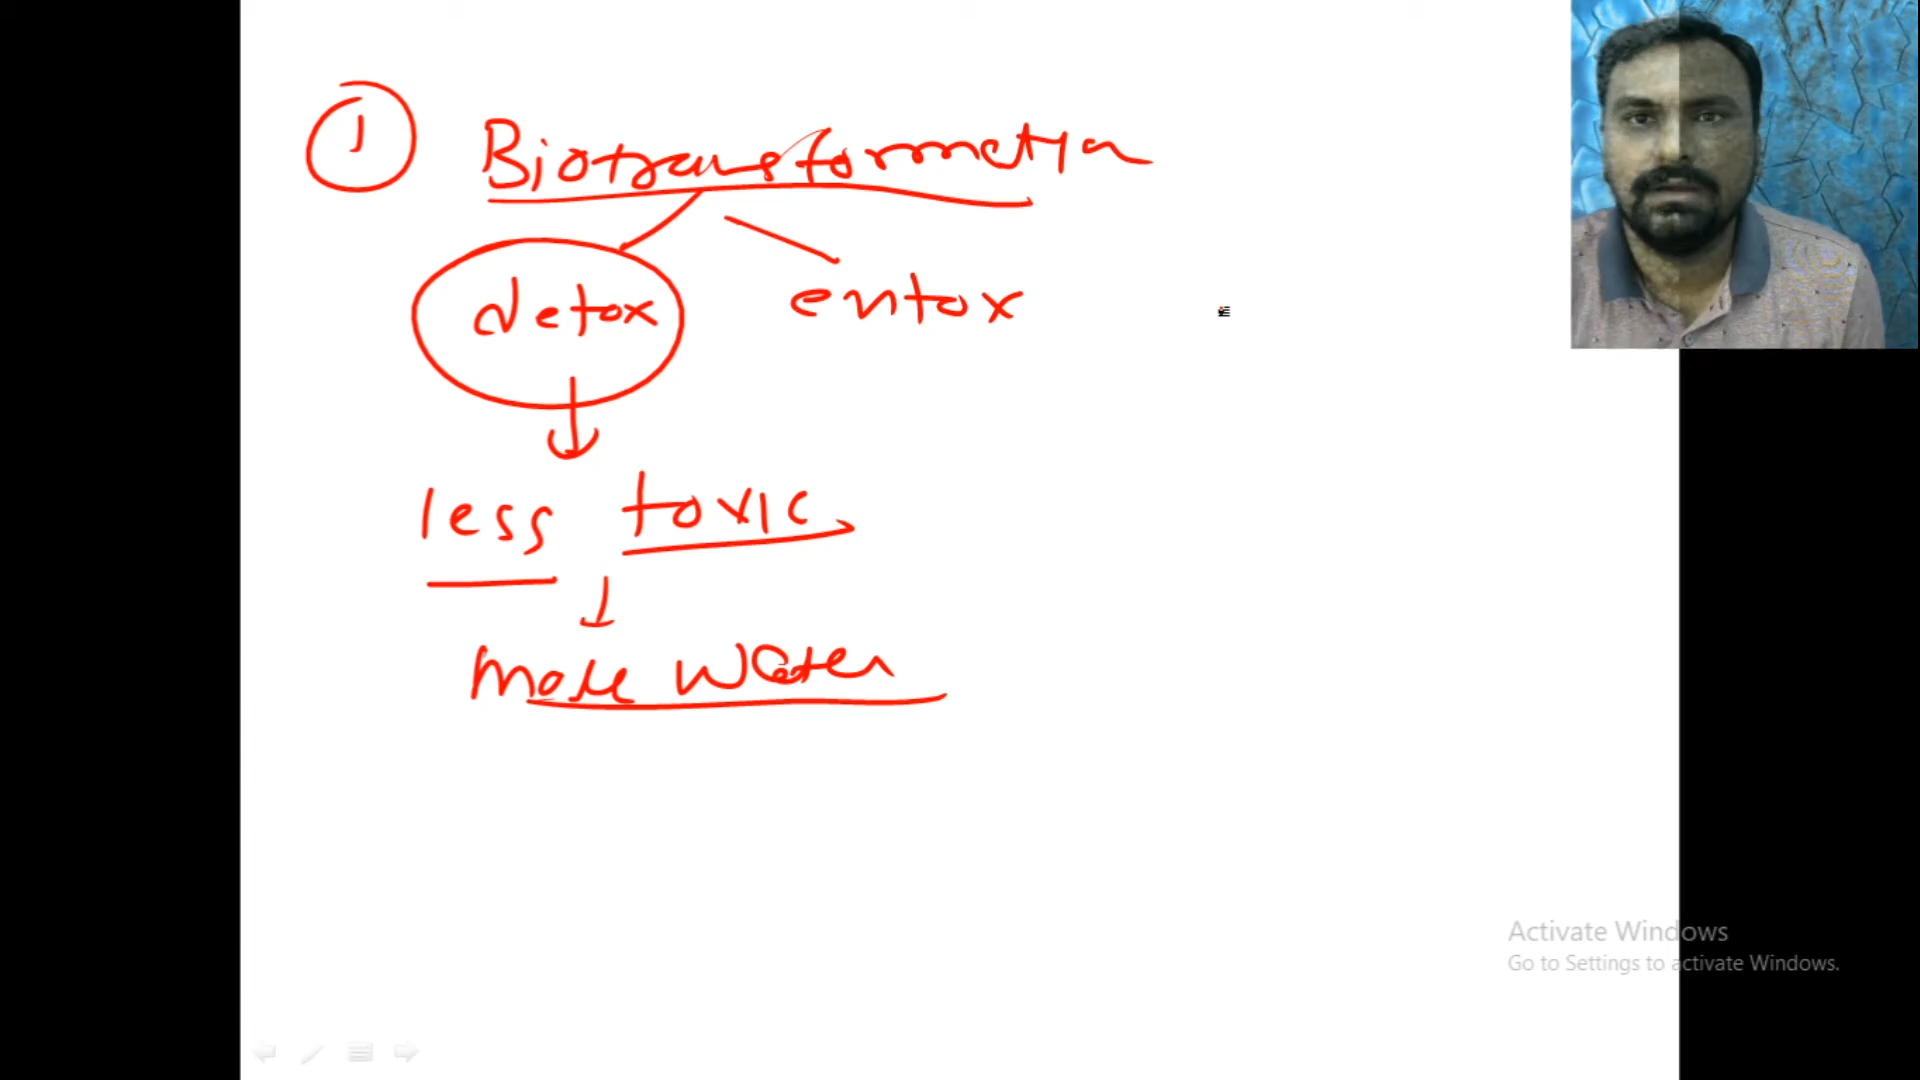 1 Biotransformation
detox entox
less toxic
more water
Activate Windows
Go to Settings to activate Windows.